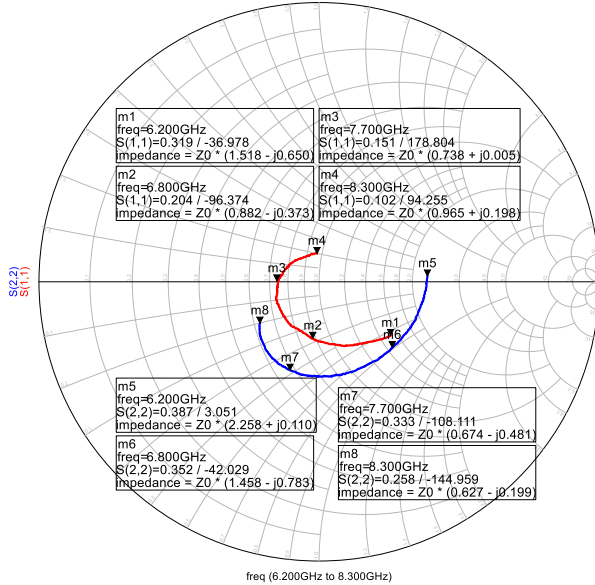 m1
freq=6.200GHz
S(1,1)=0.319 / -36.978
impedance = Z0 * (1.518 - j0.650)
m3
freq=7.700GHz
S(1,1)=0.151 / 178.804
impedance = Z0 * (0.738 + j0.005)
m2
freq=6.800GHz
S(1,1)=0.204 / -96.374
impedance = Z0 * (0.882 - j0.373)
m4
freq=8.300GHz
S(1,1)=0.102 / 94.255
impedance = Z0 * (0.965 + j0.198)
m4
m3
m5
m8
m2
m1
m6
m7
S(2,2)
S(1,1)
m5
freq=6.200GHz
S(2,2)=0.387 / 3.051
impedance = Z0 * (2.258 + j0.110)
m7
freq=7.700GHz
S(2,2)=0.333 / -108.111
impedance = Z0 * (0.674 - j0.481)
m6
freq=6.800GHz
S(2,2)=0.352 / -42.029
impedance = Z0 * (1.458 - j0.783)
m8
freq=8.300GHz
S(2,2)=0.258 / -144.959
impedance = Z0 * (0.627 - j0.199)
freq (6.200GHz to 8.300GHz)